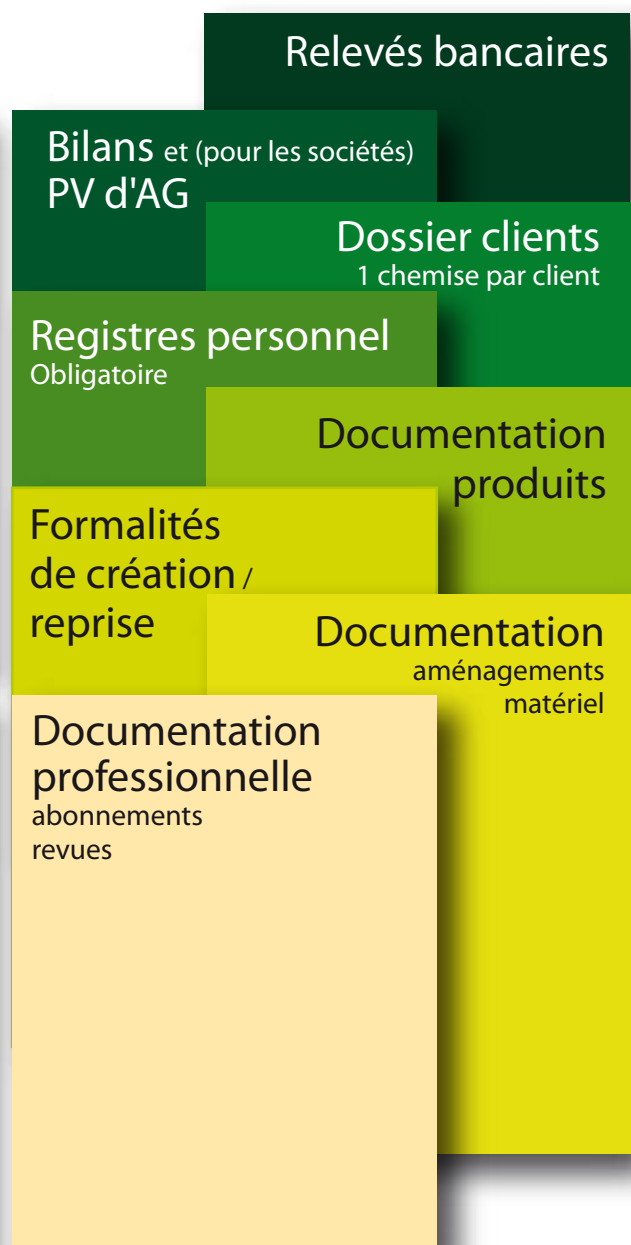 Relevés bancaires
Bilans et (pour les sociétés)
PV d'AG
Dossier clients
1 chemise par client
Registres personnel
Obligatoire
Documentation
produits
Formalités
de création /
reprise
Documentation
aménagements
matériel
Documentation
professionnelle
abonnements
revues